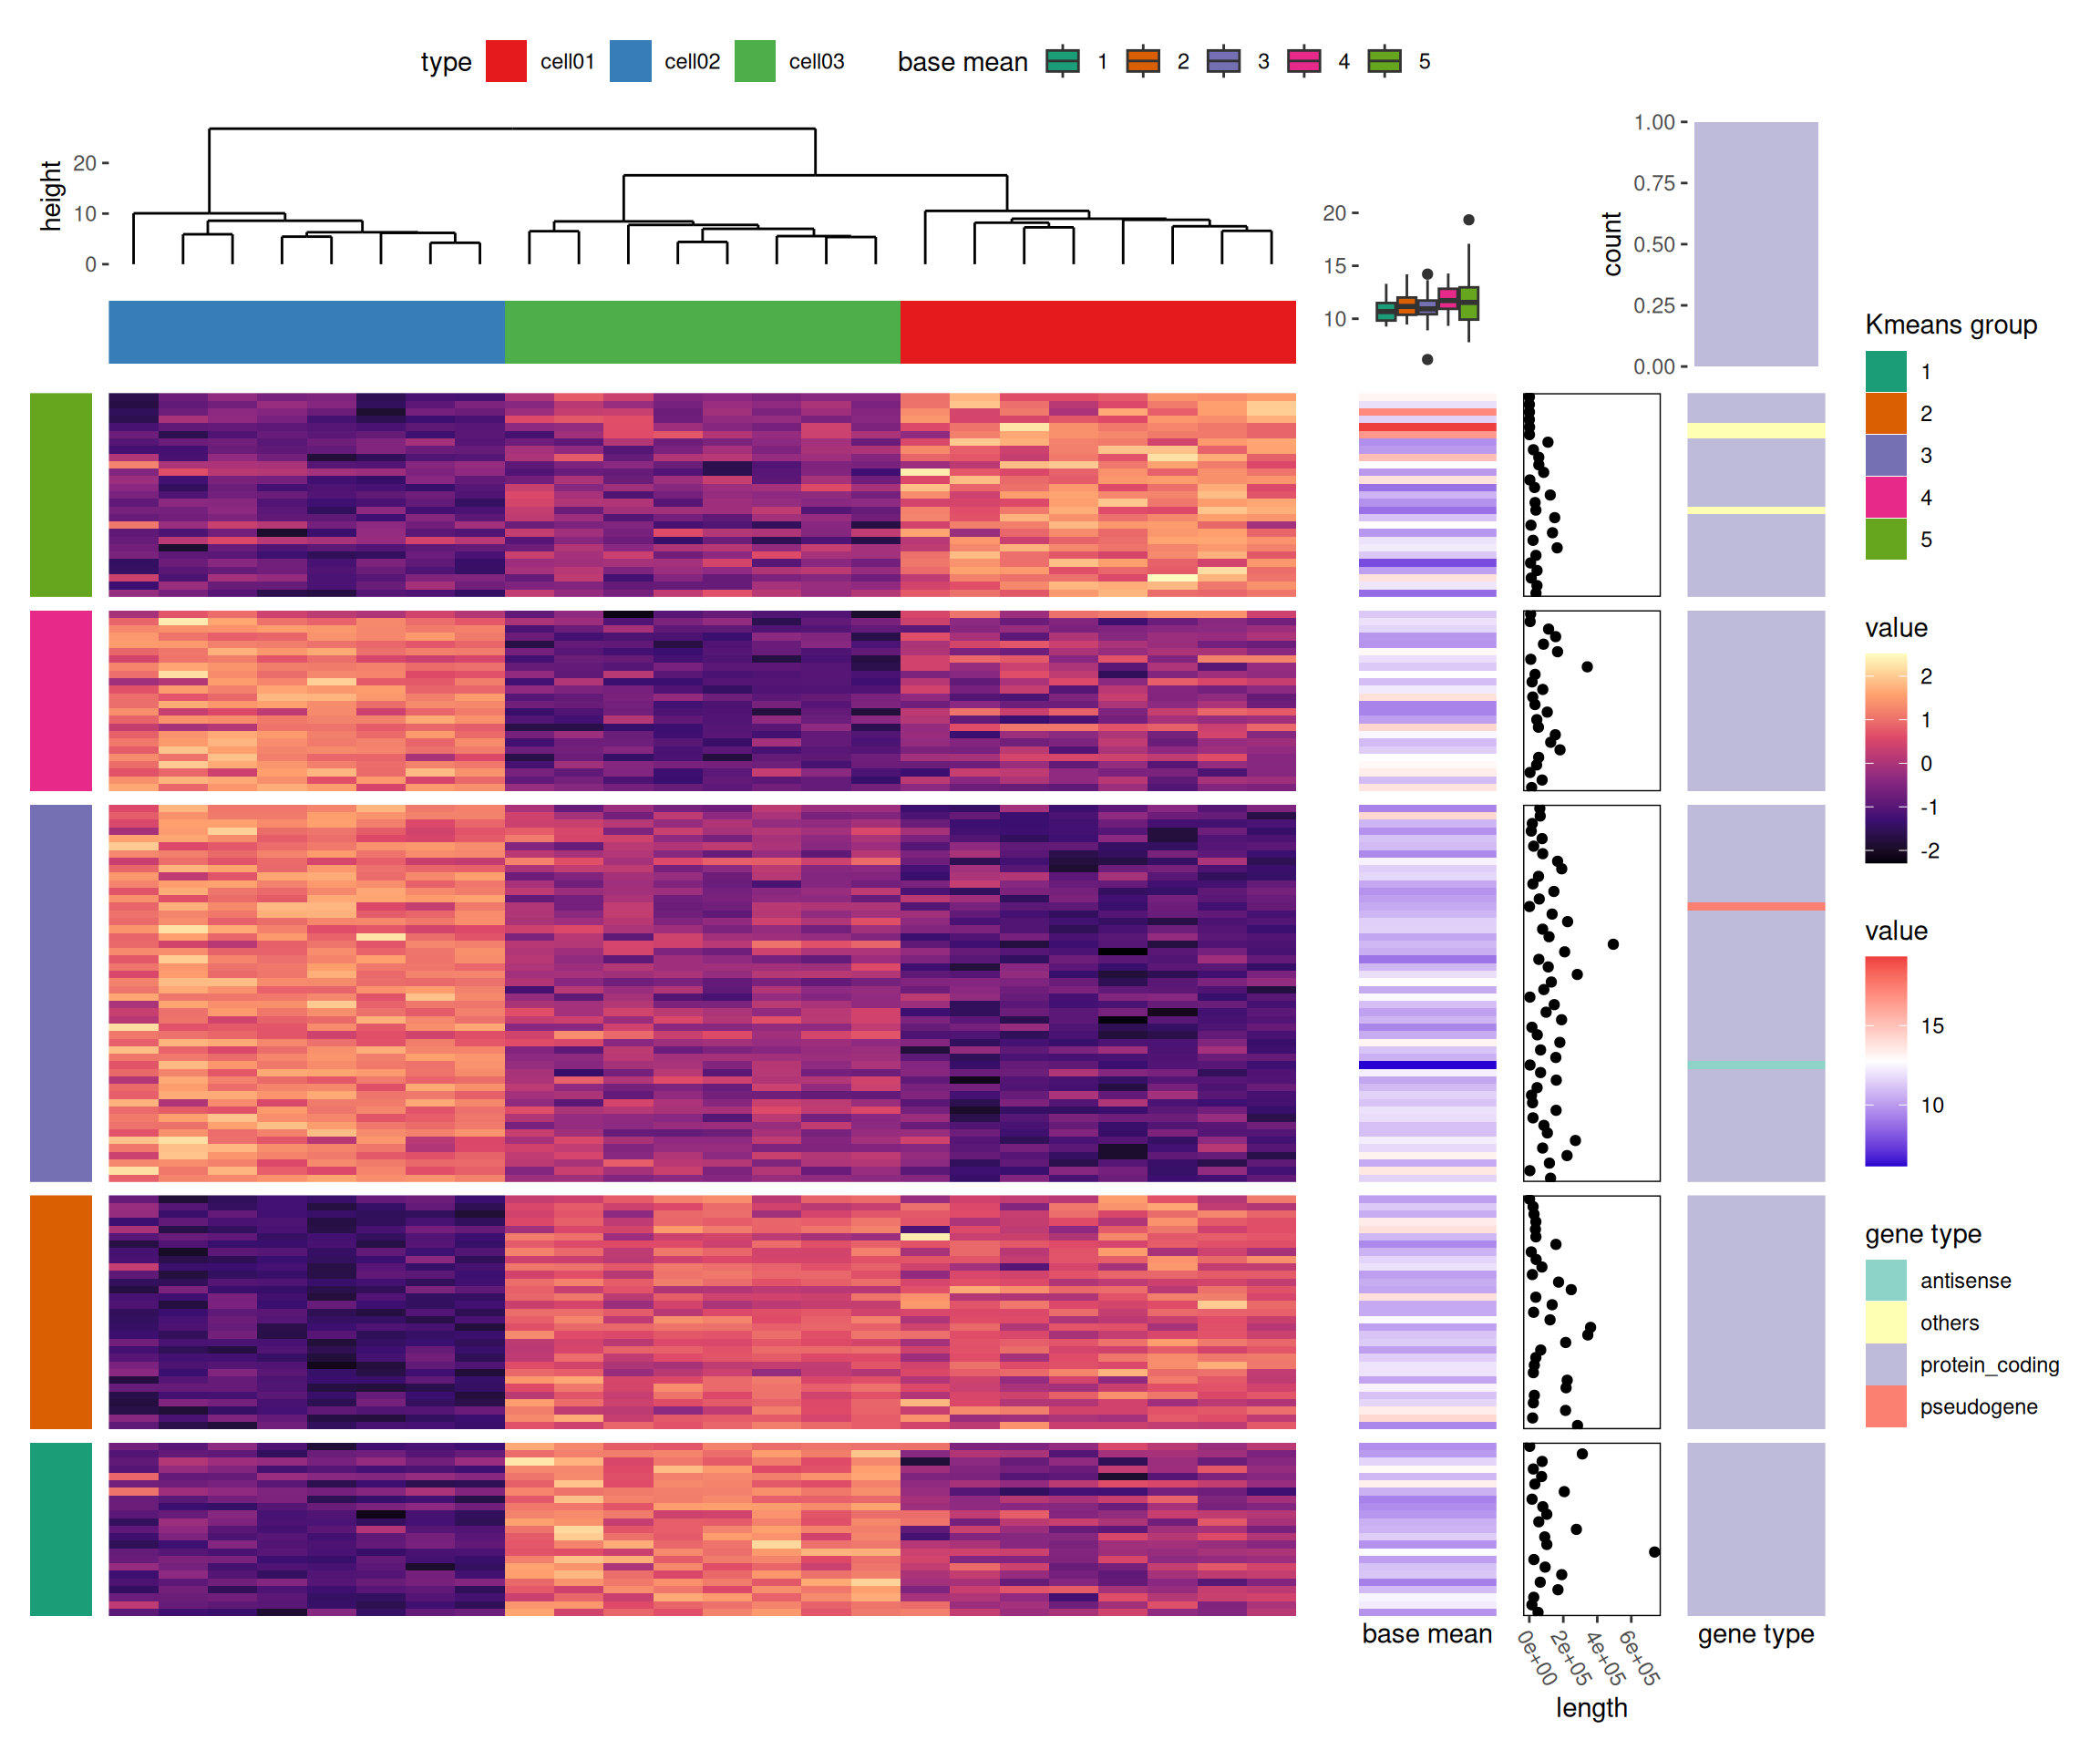 type cell01 cell02 cell03 base mean 1 2 3 4 5
height
20
10
0
20
15
10
count
1.00
0.75
0.50
0.25
0.00
Kmeans group
1
2
3
4
5
value
2
1
0
-1
-2
value
15
10
gene type
antisense
others
protein_coding
pseudogene
base mean
0e+00 2e+05 4e+05 6e+05
length
gene type